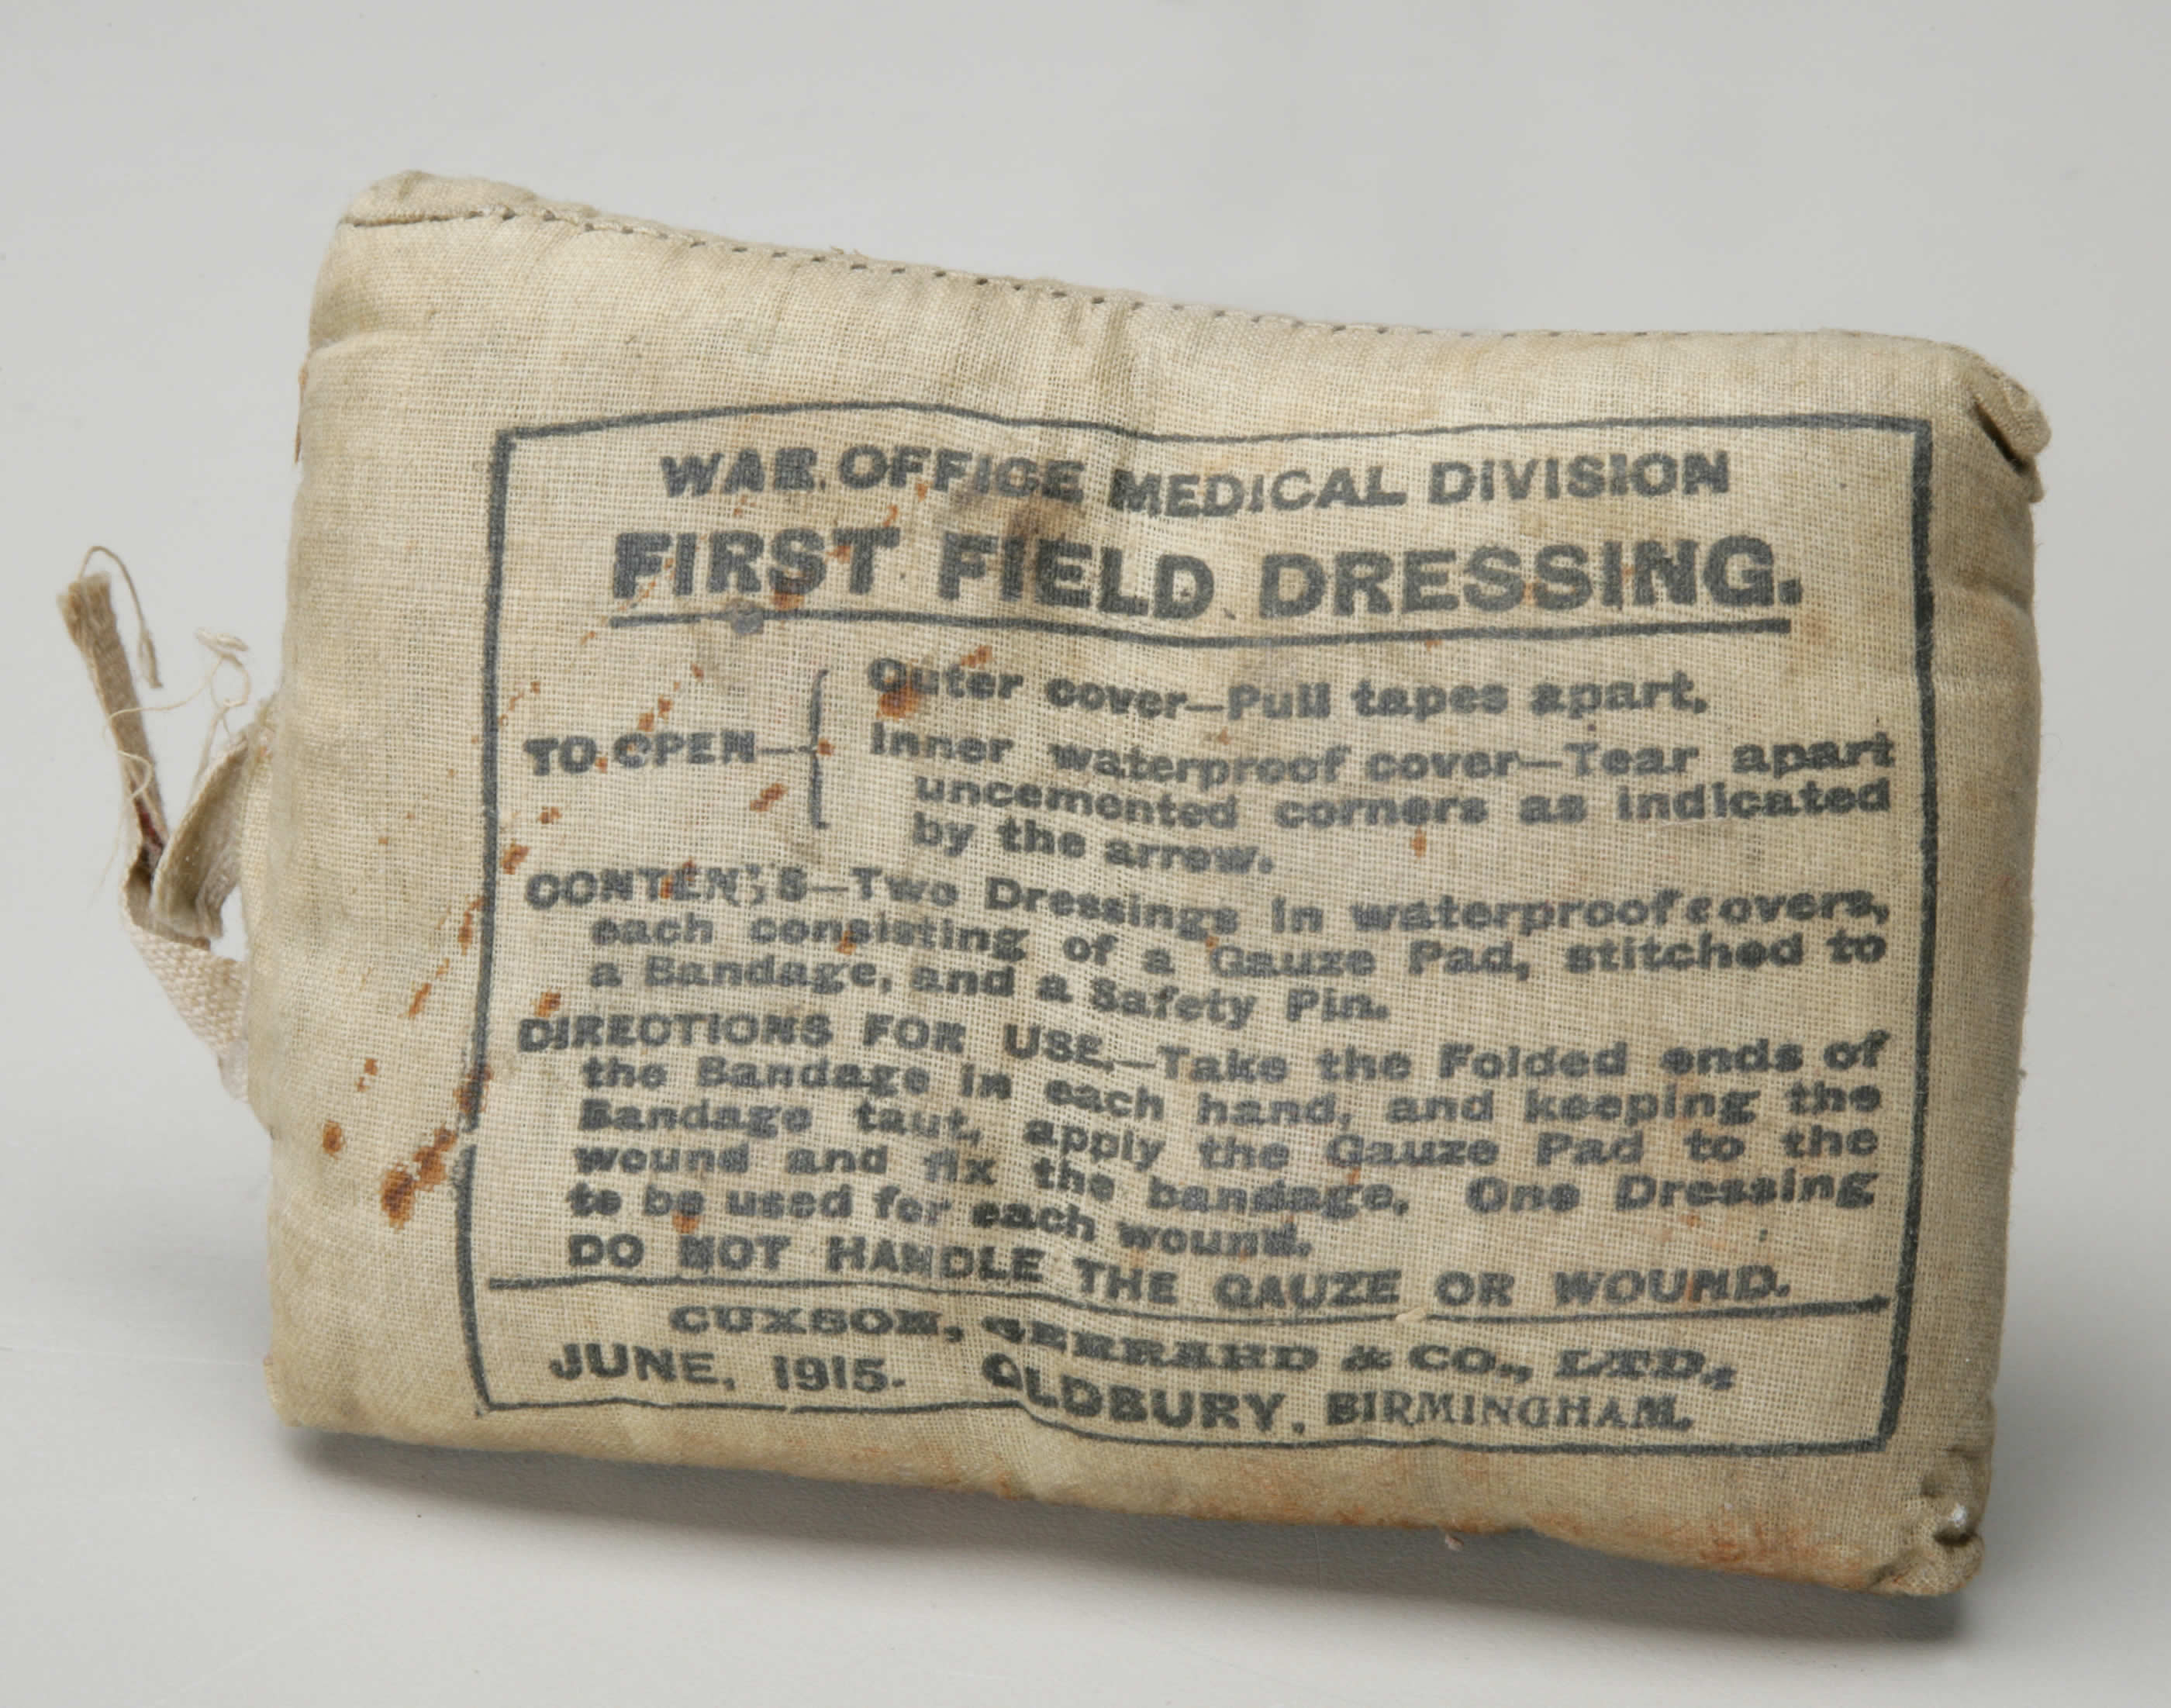 WAR OFFICE MEDICAL DIVISION
FIRST FIELD DRESSING.
Outer cover—Pull tapes apart.
TO OPEN—
Inner waterproof cover—Tear apart
uncemented corners as indicated
by the arrow.
CONTENTS—Two Dressings in waterproof covers,
each consisting of a Gauze Pad, stitched to
a Bandage, and a Safety Pin.
DIRECTIONS FOR USE.—Take the Folded ends of
the Bandage in each hand, and keeping the
Bandage taut, apply the Gauze Pad to the
wound and fix the bandage. One Dressing
to be used for each wound.
DO NOT HANDLE THE GAUZE OR WOUND.
CUXSON, GERRARD & CO., LTD.,
JUNE, 1915. OLDBURY, BIRMINGHAM.